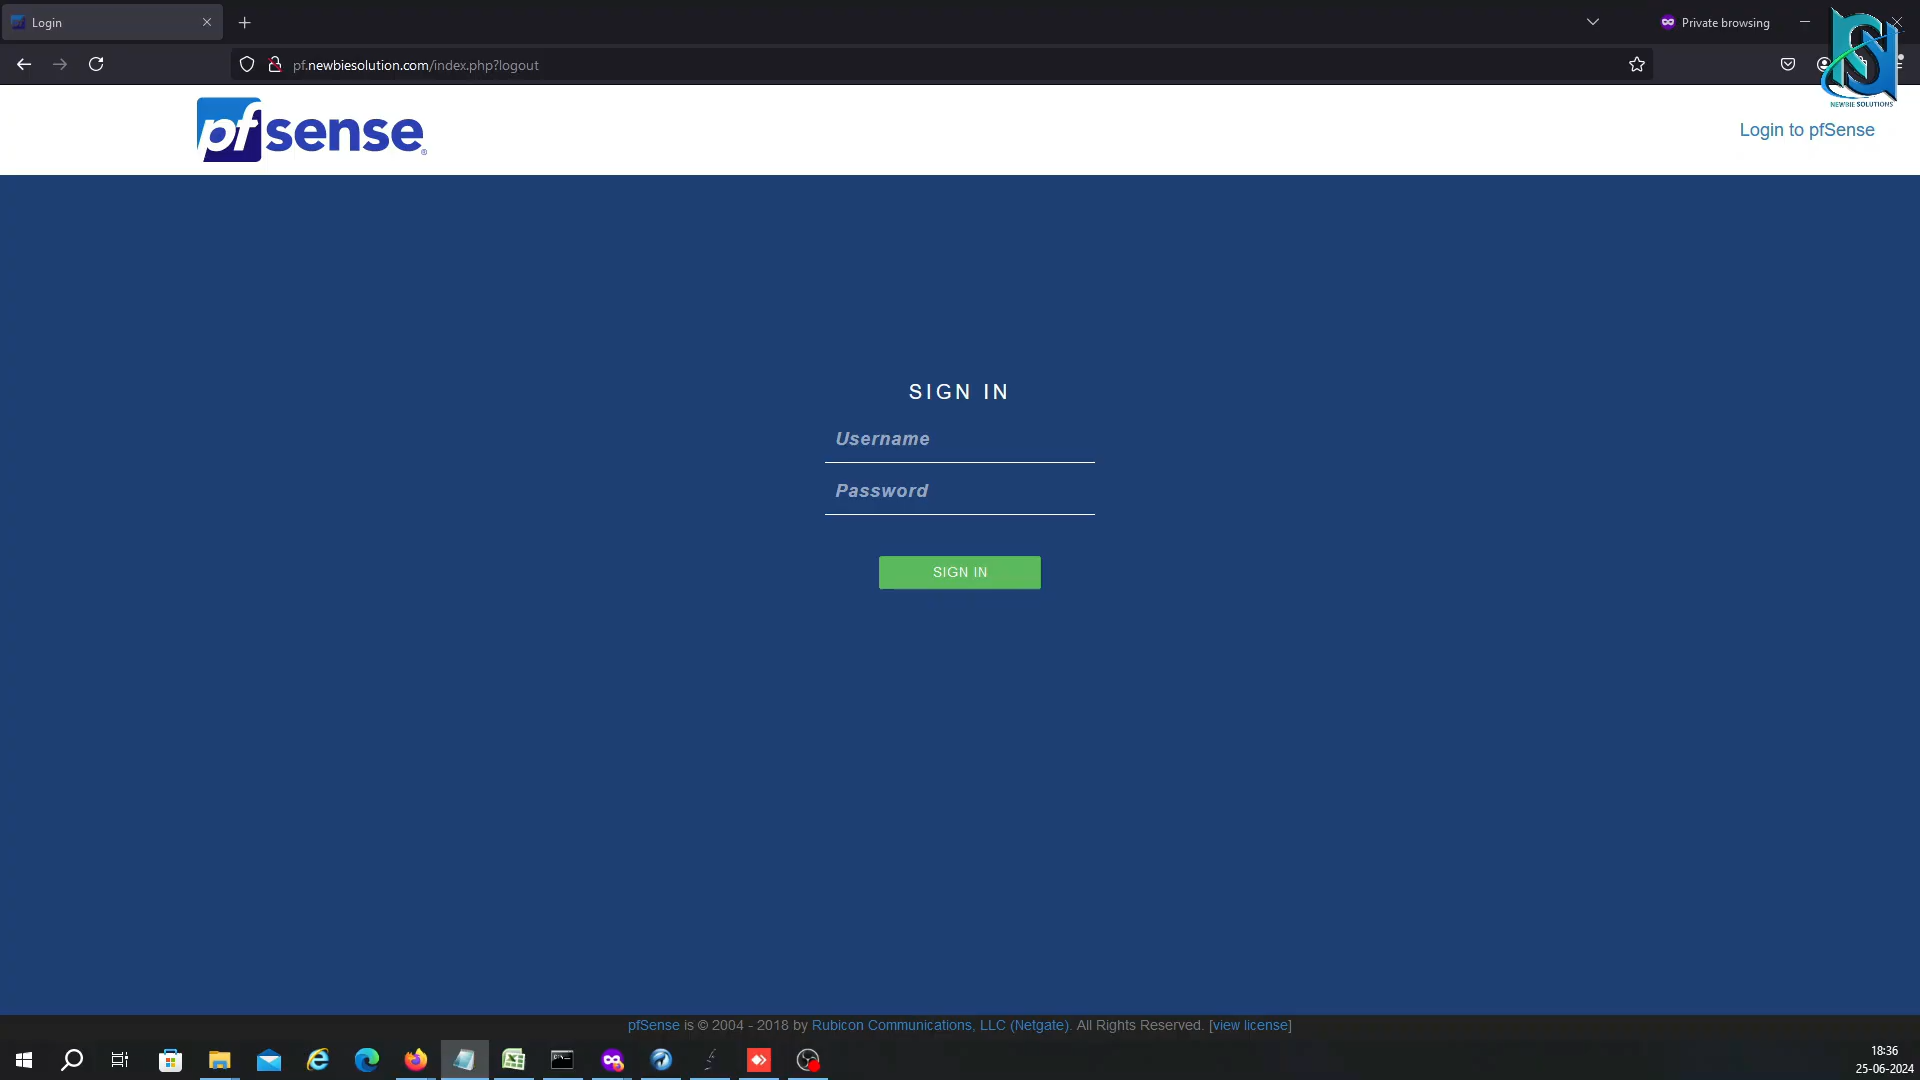 Login
Private browsing
pf.newbiesolution.com/index.php?logout
NEWBIE SOLUTIONS
pfsense®
Login to pfSense
SIGN IN
Username
Password
SIGN IN
pfSense is © 2004 - 2018 by Rubicon Communications, LLC (Netgate). All Rights Reserved. [view license]
18:36
25-06-2024